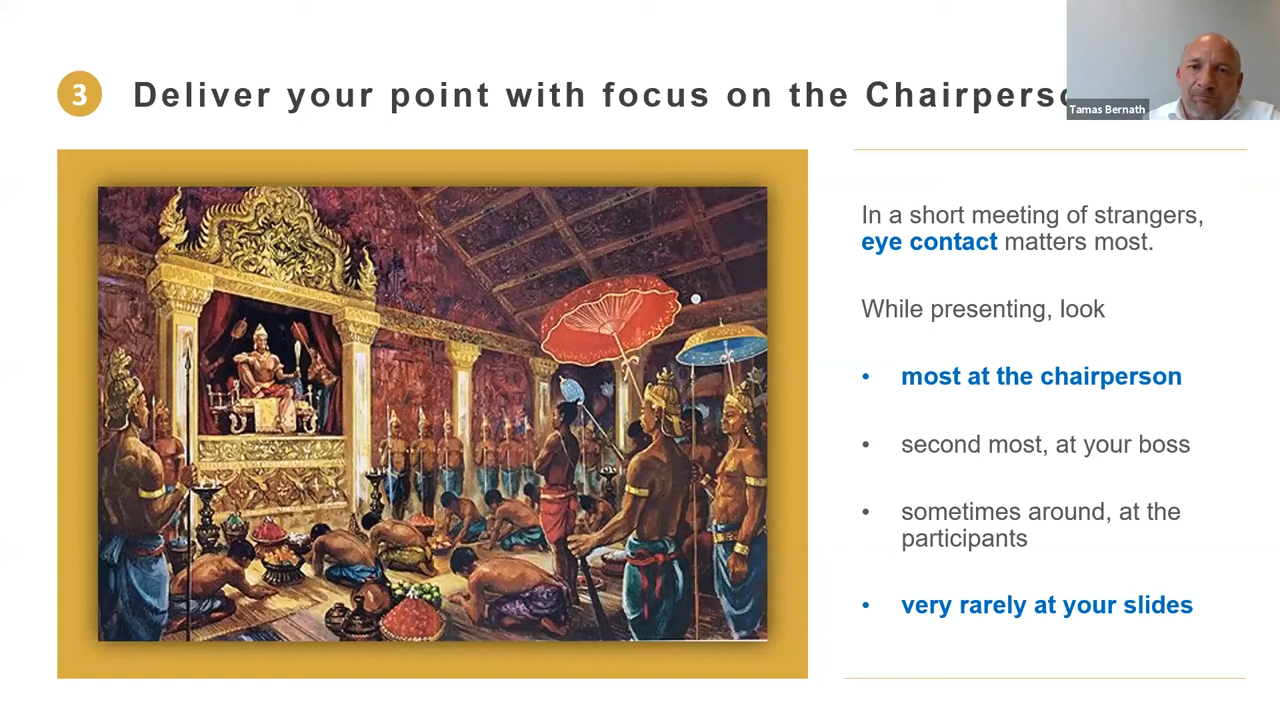 3 Deliver your point with focus on the Chairperso
Tamas Bernath
In a short meeting of strangers,
eye contact matters most.
While presenting, look
• most at the chairperson
• second most, at your boss
• sometimes around, at the
participants
• very rarely at your slides